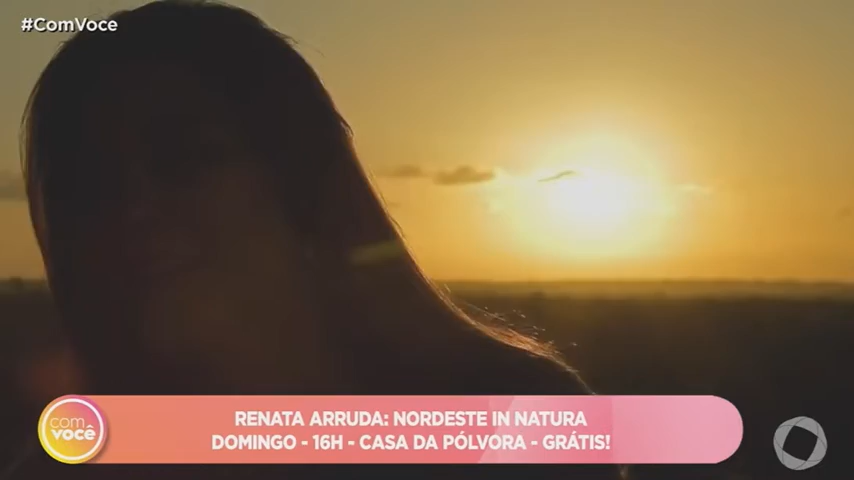 #ComVoce
com
você
RENATA ARRUDA: NORDESTE IN NATURA
DOMINGO - 16H - CASA DA PÓLVORA - GRÁTIS!